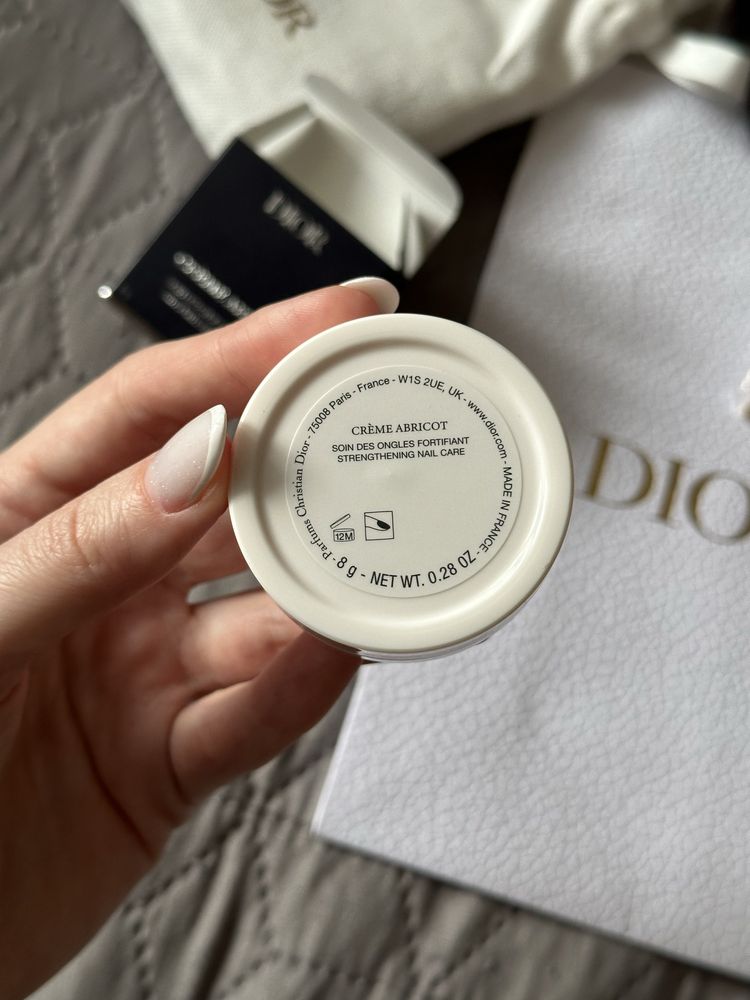 DIOR
DIOR
Parfums Christian Dior - 75008 Paris - France - W1S 2UE, UK - www.dior.com - MADE IN FRANCE -
CRÈME ABRICOT
SOIN DES ONGLES FORTIFIANT
STRENGTHENING NAIL CARE
12M
8 g - NET WT. 0.28 OZ
DIO